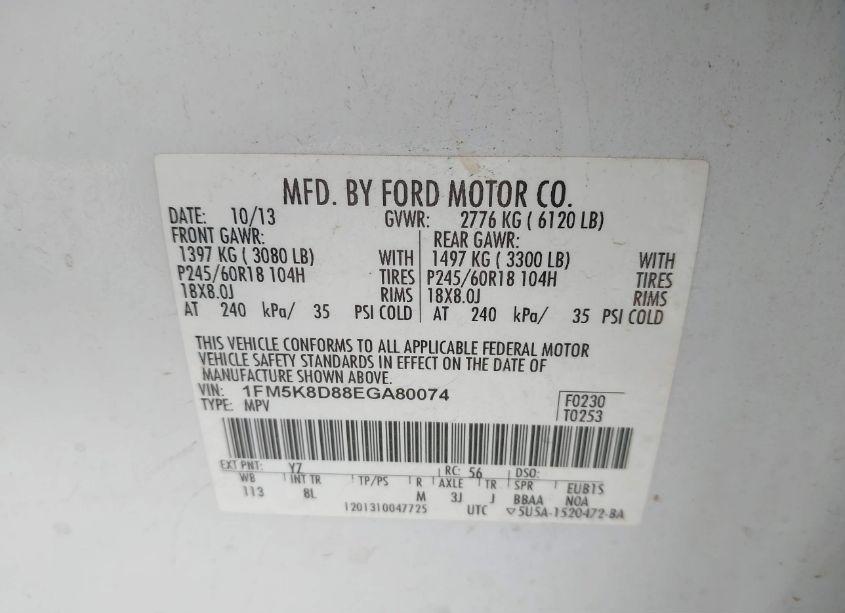 MFD. BY FORD MOTOR CO.
DATE: 10/13 GVWR: 2776 KG ( 6120 LB)
FRONT GAWR: REAR GAWR:
1397 KG ( 3080 LB) WITH 1497 KG ( 3300 LB) WITH
P245/60R18 104H TIRES P245/60R18 104H TIRES
18X8.0J RIMS 18X8.0J RIMS
AT 240 kPa/ 35 PSI COLD AT 240 kPa/ 35 PSI COLD
THIS VEHICLE CONFORMS TO ALL APPLICABLE FEDERAL MOTOR
VEHICLE SAFETY STANDARDS IN EFFECT ON THE DATE OF
MANUFACTURE SHOWN ABOVE.
VIN: 1FM5K8D88EGA80074 F0230
TYPE: MPV T0253
EXT PNT: YZ RC: 56 DSO:
WB INT TR TP/PS R AXLE TR SPR EUB1S
113 8L M 3J J BBAA NOA
1201310047725 UTC ▽5U5A-1520472-BA